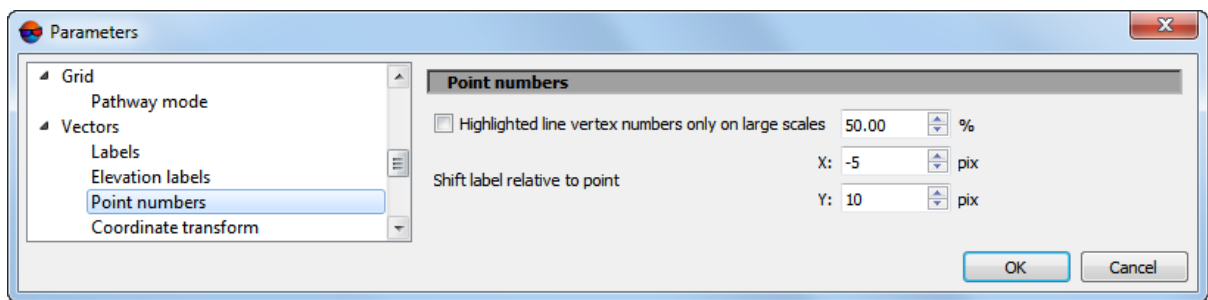 Parameters
Grid
Pathway mode
Vectors
Labels
Elevation labels
Point numbers
Coordinate transform
Point numbers
Highlighted line vertex numbers only on large scales 50.00 %
X: -5 pix
Shift label relative to point
Y: 10 pix
OK Cancel